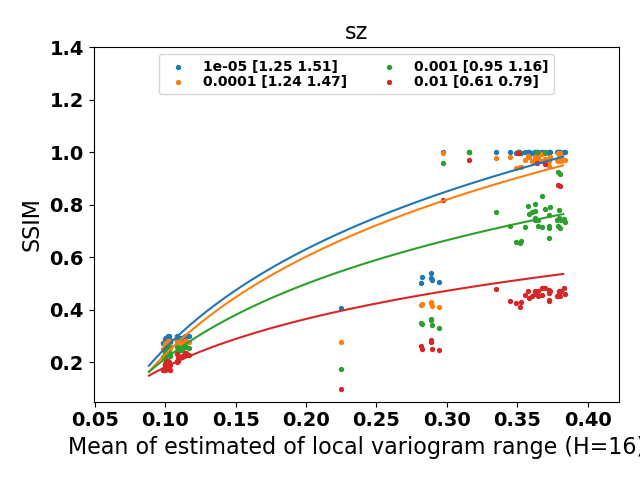 sz
1e-05 [1.25 1.51]
0.0001 [1.24 1.47]
0.001 [0.95 1.16]
0.01 [0.61 0.79]
SSIM
1.4
1.2
1.0
0.8
0.6
0.4
0.2
0.05 0.10 0.15 0.20 0.25 0.30 0.35 0.40
Mean of estimated of local variogram range (H=16)